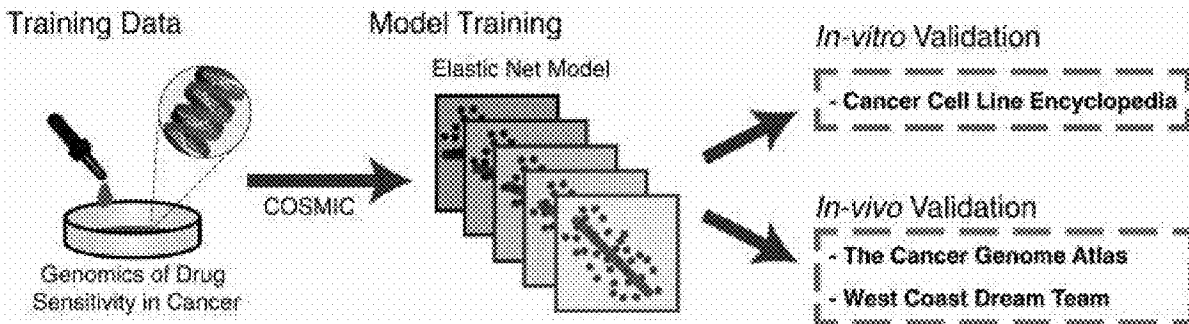 Training Data
Genomics of Drug
Sensitivity in Cancer
COSMIC
Model Training
Elastic Net Model
In-vitro Validation
- Cancer Cell Line Encyclopedia
In-vivo Validation
- The Cancer Genome Atlas
- West Coast Dream Team